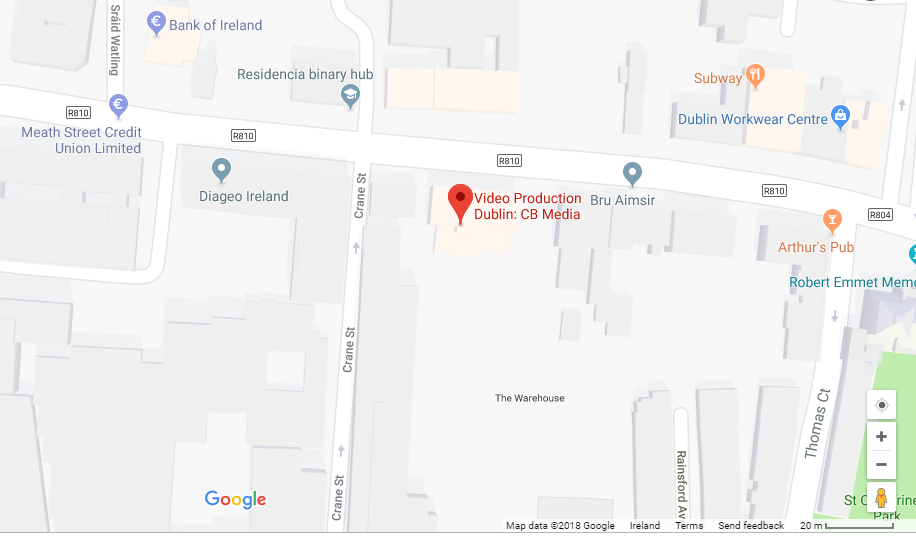 Sráid Watling
Bank of Ireland
Residencia binary hub
Subway
R810
Meath Street Credit
Union Limited
R810
Dublin Workwear Centre
R810
Diageo Ireland
Crane St
Video Production
Dublin: CB Media
Bru Aimsir
R810
R804
Arthur's Pub
Robert Emmet Memo
Crane St
The Warehouse
Thomas Ct
Rainsford Av
Crane St
Google
St C
rine
Park
Map data ©2018 Google
Ireland
Terms
Send feedback
20 m